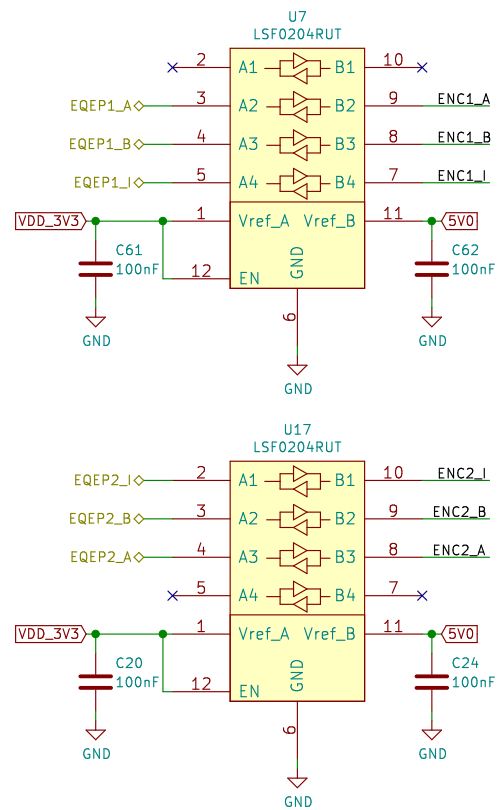 U7
LSF0204RUT
2 A1 B1 10
EQEP1_A 3 A2 B2 9 ENC1_A
EQEP1_B 4 A3 B3 8 ENC1_B
EQEP1_I 5 A4 B4 7 ENC1_I
VDD_3V3 1 Vref_A Vref_B 11 5V0
C61
100nF
12 EN
GND
C62
100nF
6
GND
GND
GND
U17
LSF0204RUT
EQEP2_I 2 A1 B1 10 ENC2_I
EQEP2_B 3 A2 B2 9 ENC2_B
EQEP2_A 4 A3 B3 8 ENC2_A
5 A4 B4 7
VDD_3V3 1 Vref_A Vref_B 11 5V0
C20
100nF
12 EN
GND
C24
100nF
6
GND
GND
GND